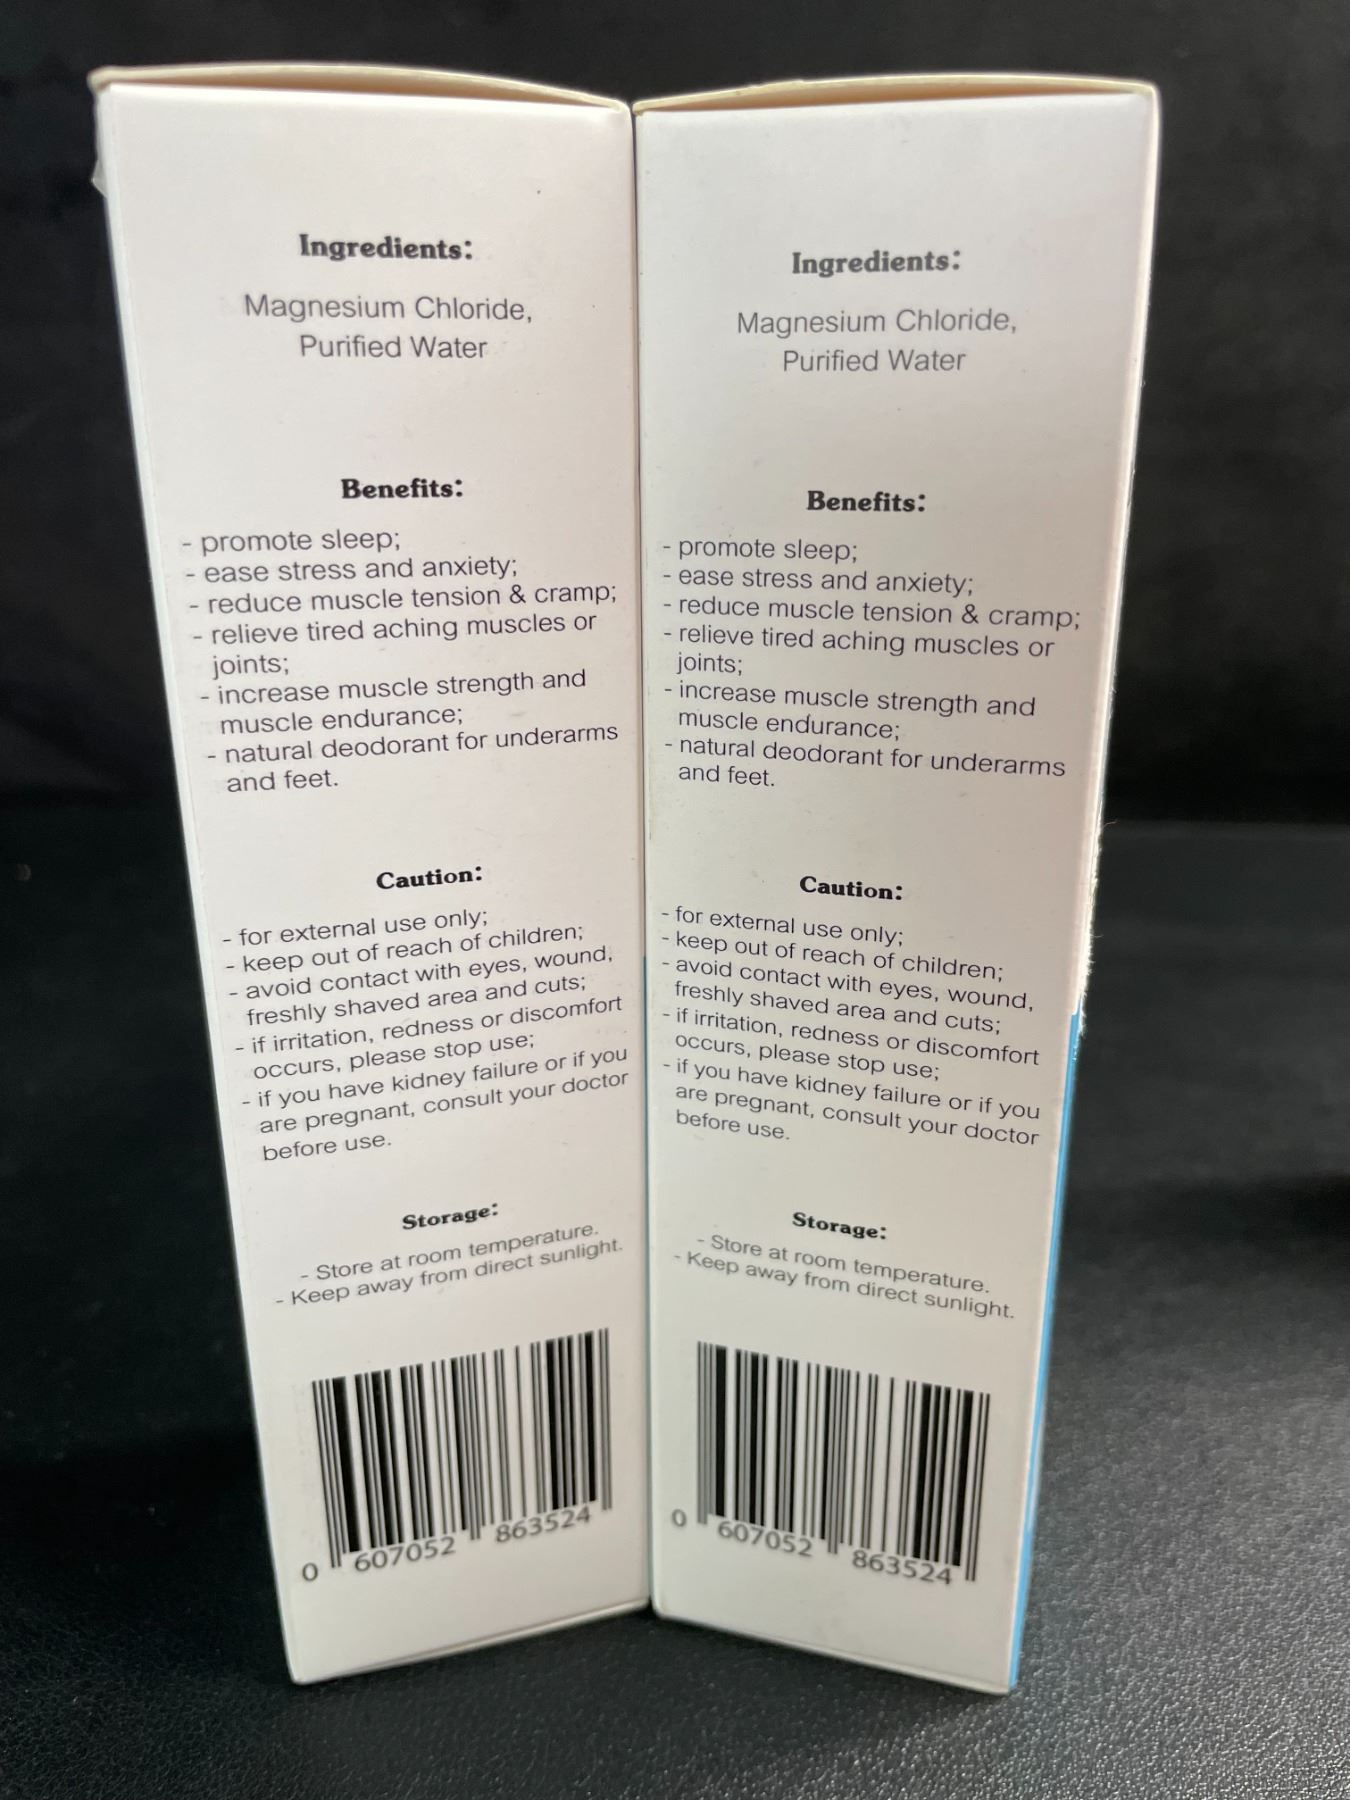 Ingredients:
Magnesium Chloride,
Purified Water
Benefits:
- promote sleep;
- ease stress and anxiety;
- reduce muscle tension & cramp;
- relieve tired aching muscles or
joints;
- increase muscle strength and
muscle endurance;
- natural deodorant for underarms
and feet.
Caution:
- for external use only;
- keep out of reach of children;
- avoid contact with eyes, wound,
freshly shaved area and cuts;
- if irritation, redness or discomfort
occurs, please stop use;
- if you have kidney failure or if you
are pregnant, consult your doctor
before use.
Storage:
- Store at room temperature.
- Keep away from direct sunlight.
0 607052 863524
Ingredients:
Magnesium Chloride,
Purified Water
Benefits:
- promote sleep;
- ease stress and anxiety;
- reduce muscle tension & cramp;
- relieve tired aching muscles or
joints;
- increase muscle strength and
muscle endurance;
- natural deodorant for underarms
and feet.
Caution:
- for external use only;
- keep out of reach of children;
- avoid contact with eyes, wound,
freshly shaved area and cuts;
- if irritation, redness or discomfort
occurs, please stop use;
- if you have kidney failure or if you
are pregnant, consult your doctor
before use.
Storage:
- Store at room temperature.
- Keep away from direct sunlight.
0 607052 863524